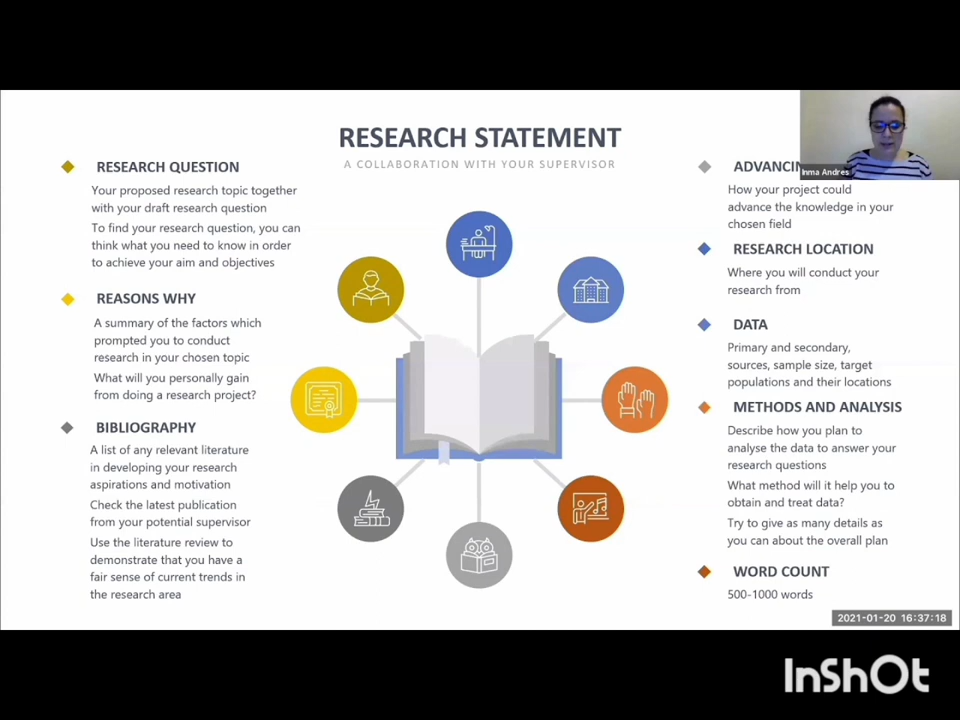 RESEARCH STATEMENT
A COLLABORATION WITH YOUR SUPERVISOR
RESEARCH QUESTION
Your proposed research topic together
with your draft research question
To find your research question, you can
think what you need to know in order
to achieve your aim and objectives
REASONS WHY
A summary of the factors which
prompted you to conduct
research in your chosen topic
What will you personally gain
from doing a research project?
BIBLIOGRAPHY
A list of any relevant literature
in developing your research
aspirations and motivation
Check the latest publication
from your potential supervisor
Use the literature review to
demonstrate that you have a
fair sense of current trends in
the research area
Inma Andres
How your project could
advance the knowledge in your
chosen field
RESEARCH LOCATION
Where you will conduct your
research from
DATA
Primary and secondary,
sources, sample size, target
populations and their locations
METHODS AND ANALYSIS
Describe how you plan to
analyse the data to answer your
research questions
What method will it help you to
obtain and treat data?
Try to give as many details as
you can about the overall plan
WORD COUNT
500-1000 words
2021-01-20 16:37:18
InShOt